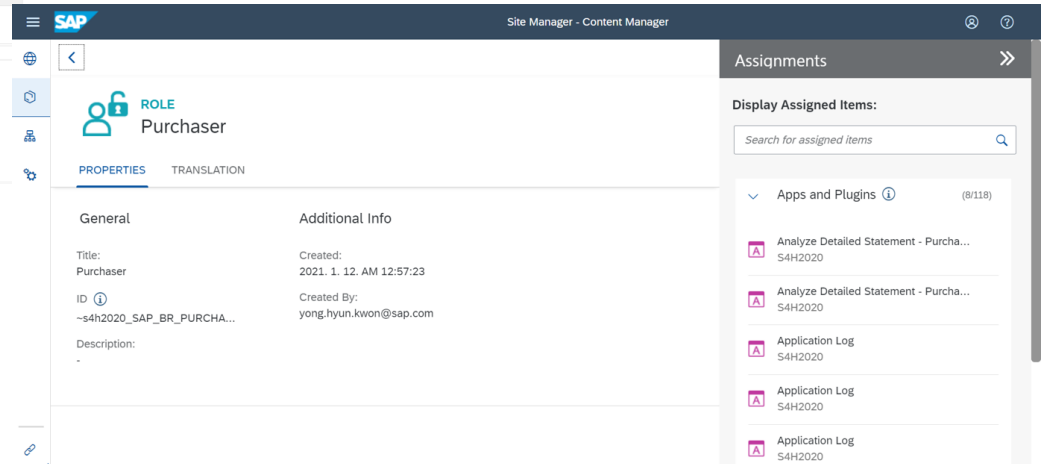 SAP
Site Manager - Content Manager
ROLE
Purchaser
PROPERTIES TRANSLATION
General
Title:
Purchaser
ID
~s4h2020_SAP_BR_PURCHA...
Description:
-
Additional Info
Created:
2021. 1. 12. AM 12:57:23
Created By:
yong.hyun.kwon@sap.com
Assignments
Display Assigned Items:
Search for assigned items
Apps and Plugins (8/118)
Analyze Detailed Statement - Purcha...
S4H2020
Analyze Detailed Statement - Purcha...
S4H2020
Application Log
S4H2020
Application Log
S4H2020
Application Log
S4H2020